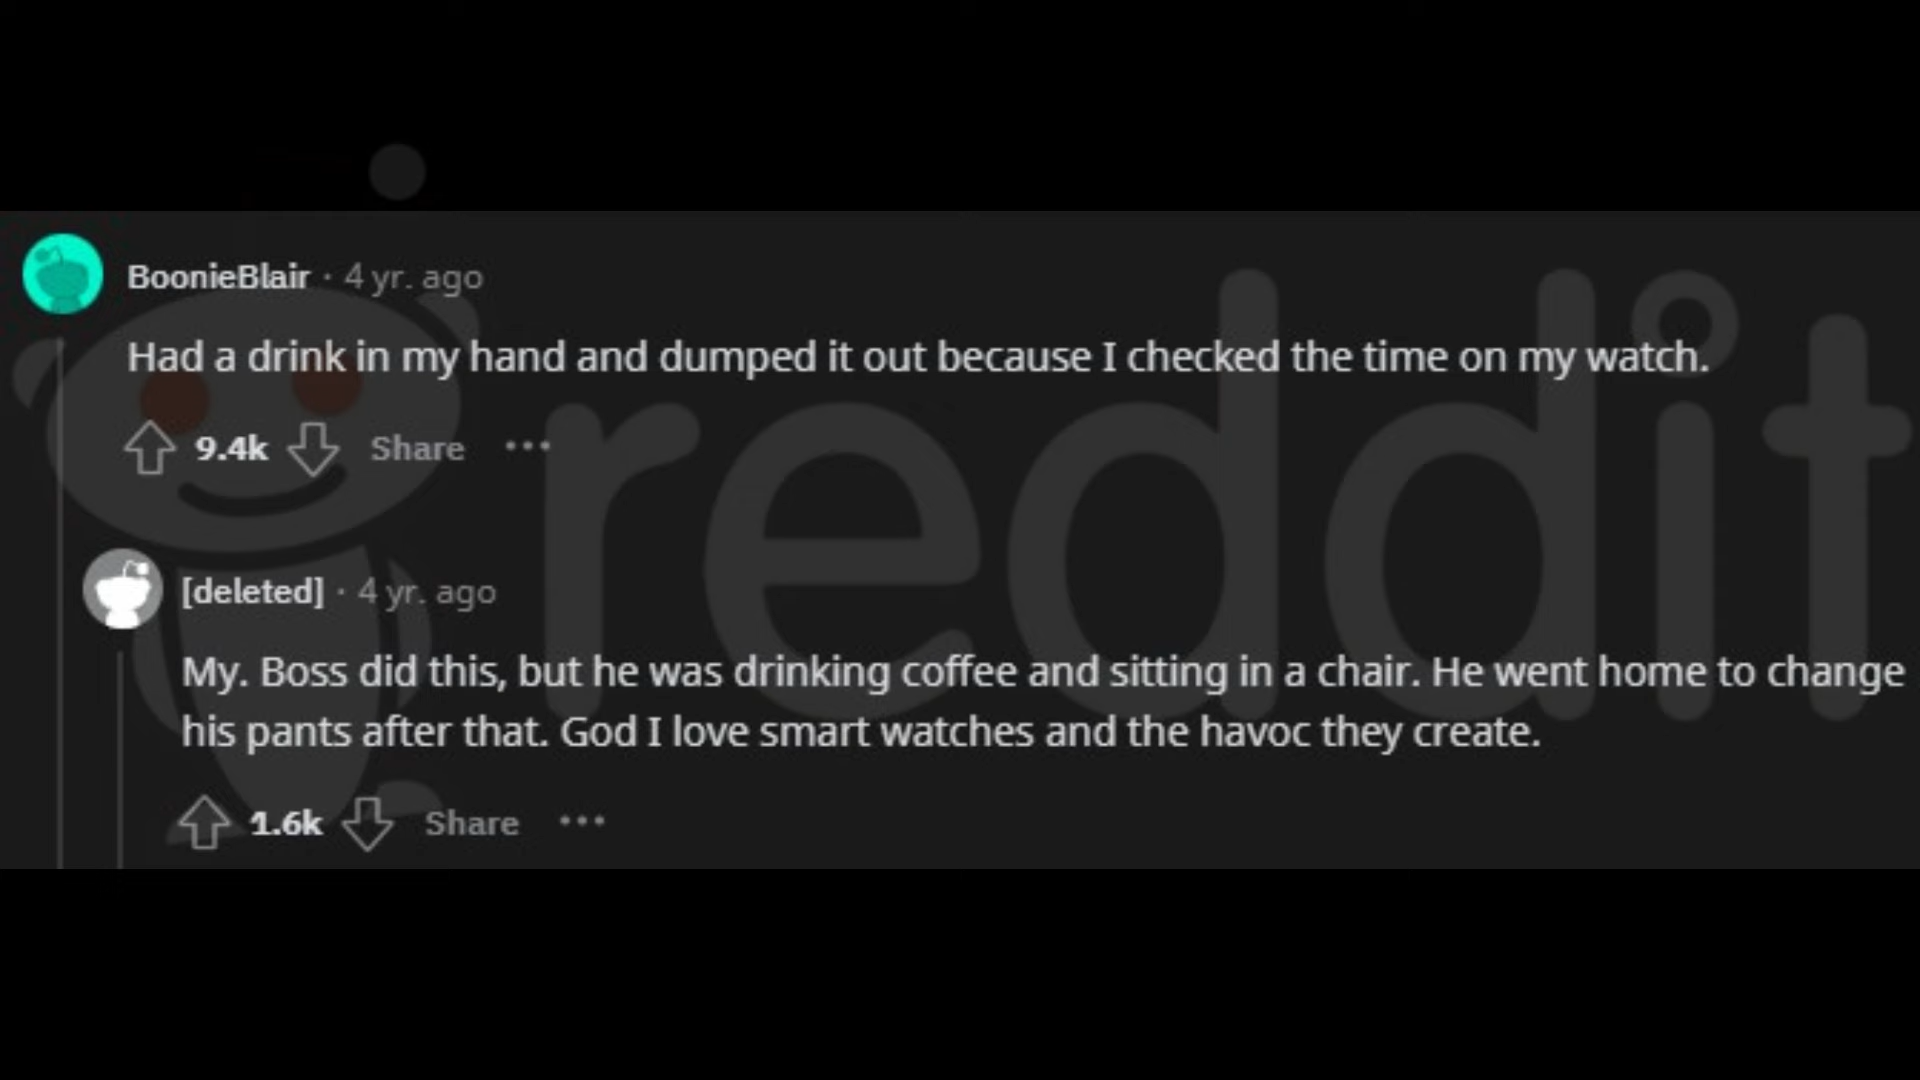 BoonieBlair · 4 yr. ago
Had a drink in my hand and dumped it out because I checked the time on my watch.
9.4k Share ...
[deleted] · 4 yr. ago
My. Boss did this, but he was drinking coffee and sitting in a chair. He went home to change
his pants after that. God I love smart watches and the havoc they create.
1.6k Share ...
reddit